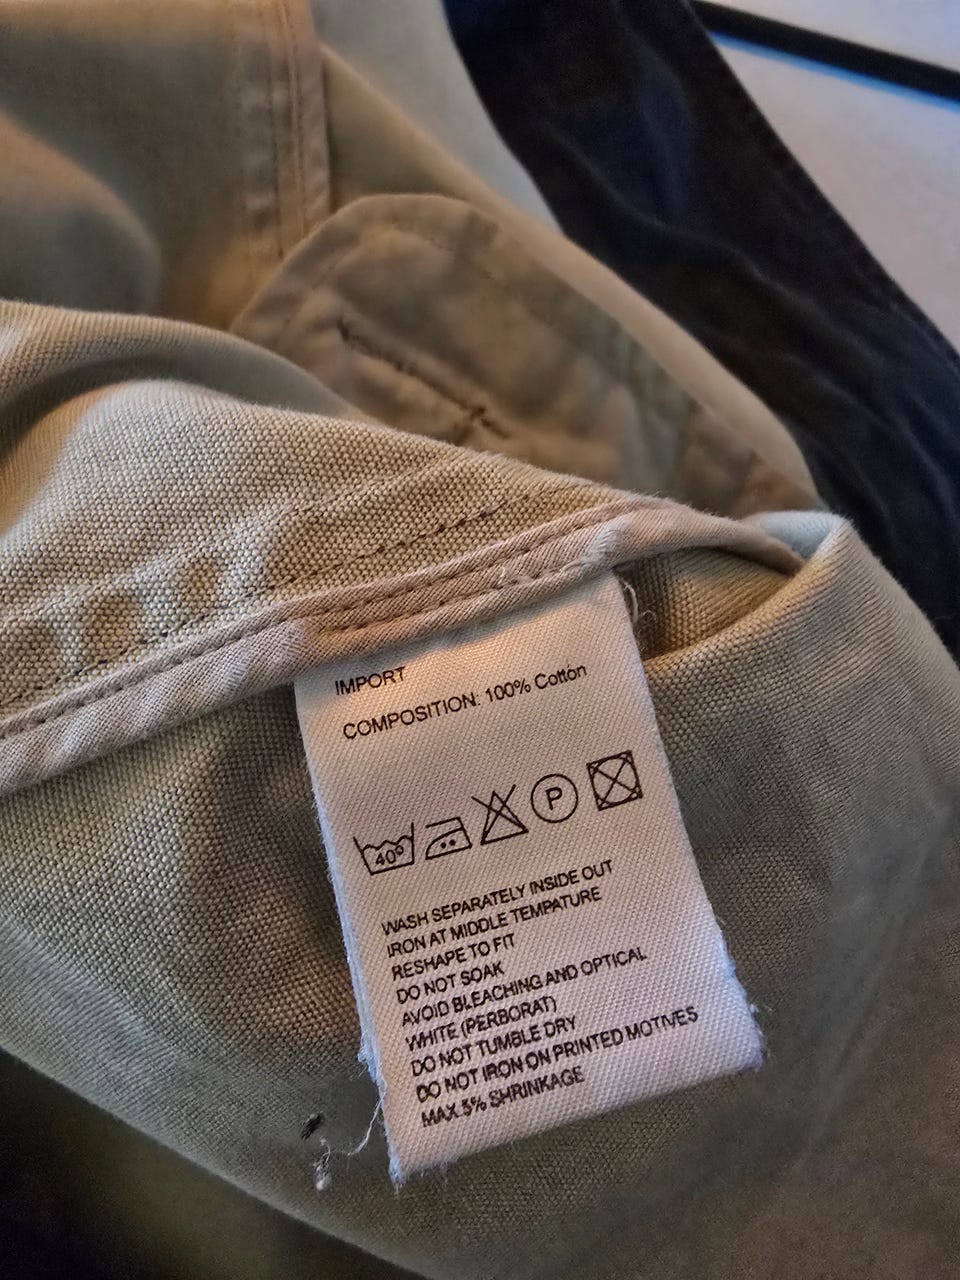 IMPORT
COMPOSITION: 100% Cotton
40° P
WASH SEPARATELY INSIDE OUT
IRON AT MIDDLE TEMPATURE
RESHAPE TO FIT
DO NOT SOAK
AVOID BLEACHING AND OPTICAL
WHITE (PERBORAT)
DO NOT TUMBLE DRY
DO NOT IRON ON PRINTED MOTIVES
MAX 5% SHRINKAGE